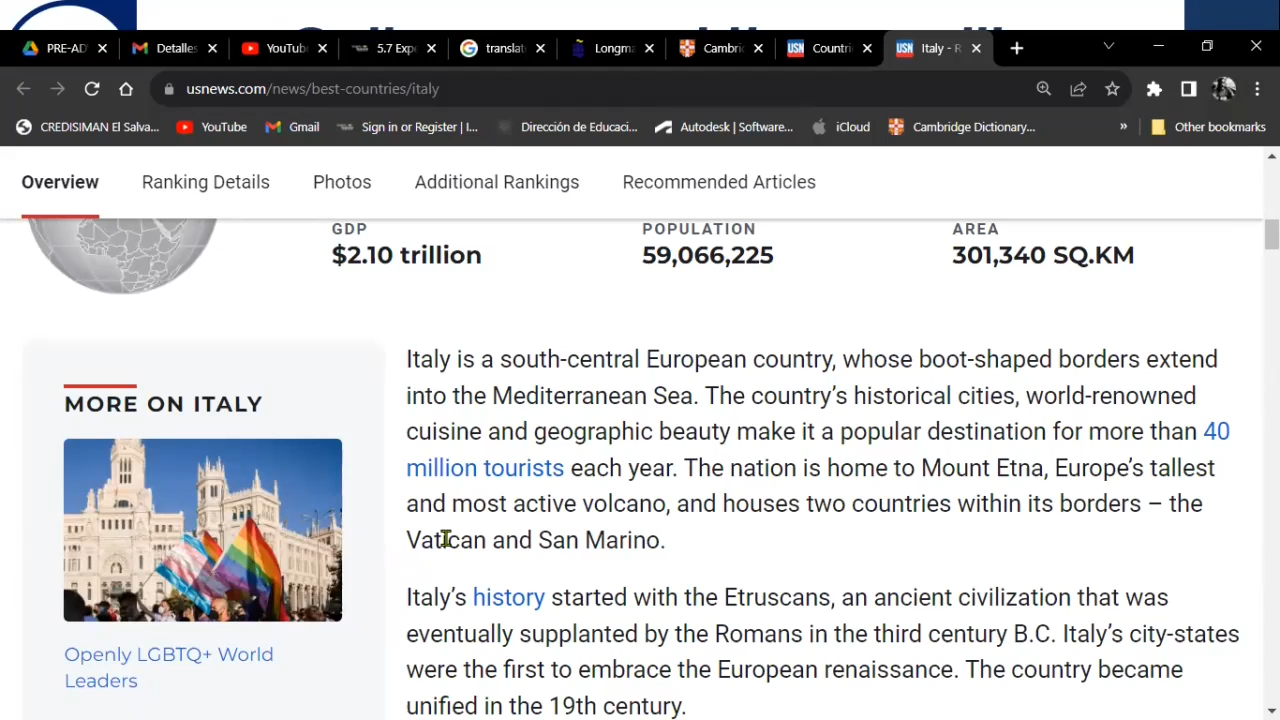 PRE-AD
Detalles
YouTub
5.7 Exp
translat
Longm
Cambri
Countri
Italy - R
usnews.com/news/best-countries/italy
CREDISIMAN El Salva...
YouTube
Gmail
Sign in or Register | I...
Dirección de Educaci...
Autodesk | Software...
iCloud
Cambridge Dictionary...
»
Other bookmarks
Overview
Ranking Details
Photos
Additional Rankings
Recommended Articles
GDP
POPULATION
AREA
$2.10 trillion
59,066,225
301,340 SQ.KM
MORE ON ITALY
Openly LGBTQ+ World
Leaders
Italy is a south-central European country, whose boot-shaped borders extend
into the Mediterranean Sea. The country’s historical cities, world-renowned
cuisine and geographic beauty make it a popular destination for more than 40
million tourists each year. The nation is home to Mount Etna, Europe’s tallest
and most active volcano, and houses two countries within its borders – the
Vatican and San Marino.
Italy’s history started with the Etruscans, an ancient civilization that was
eventually supplanted by the Romans in the third century B.C. Italy’s city-states
were the first to embrace the European renaissance. The country became
unified in the 19th century.